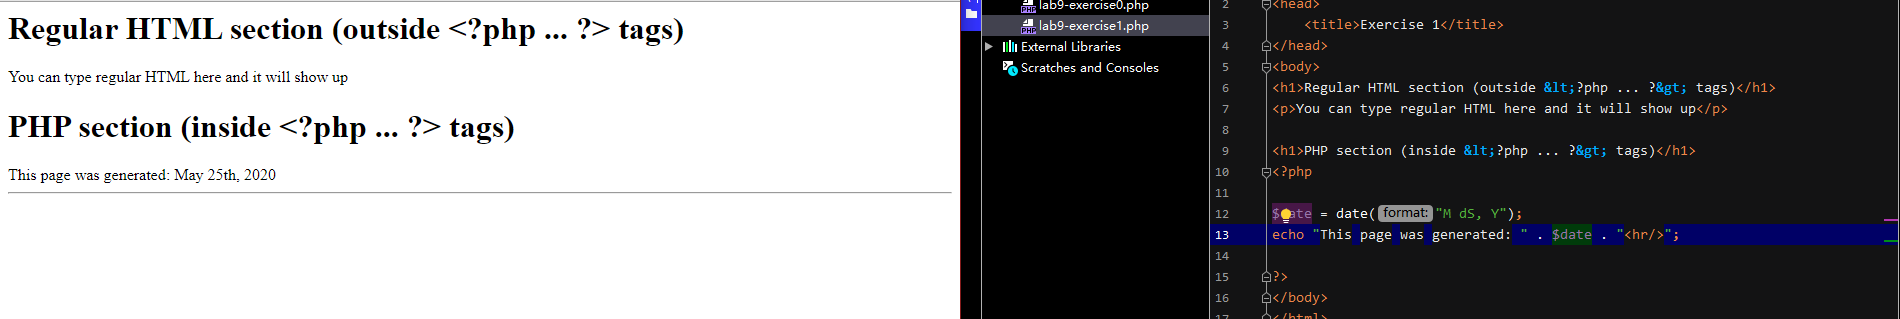 Regular HTML section (outside <?php ... ?> tags)
You can type regular HTML here and it will show up
PHP section (inside <?php ... ?> tags)
This page was generated: May 25th, 2020
lab9-exercise0.php
lab9-exercise1.php
External Libraries
Scratches and Consoles
2 <head>
3 <title>Exercise 1</title>
4 </head>
5 <body>
6 <h1>Regular HTML section (outside &lt;?php ... ?&gt; tags)</h1>
7 <p>You can type regular HTML here and it will show up</p>
8
9 <h1>PHP section (inside &lt;?php ... ?&gt; tags)</h1>
10 <?php
11
12 $date = date( format: "M dS, Y");
13 echo "This page was generated: " . $date . "<hr/>";
14
15 ?>
16 </body>
17 </html>